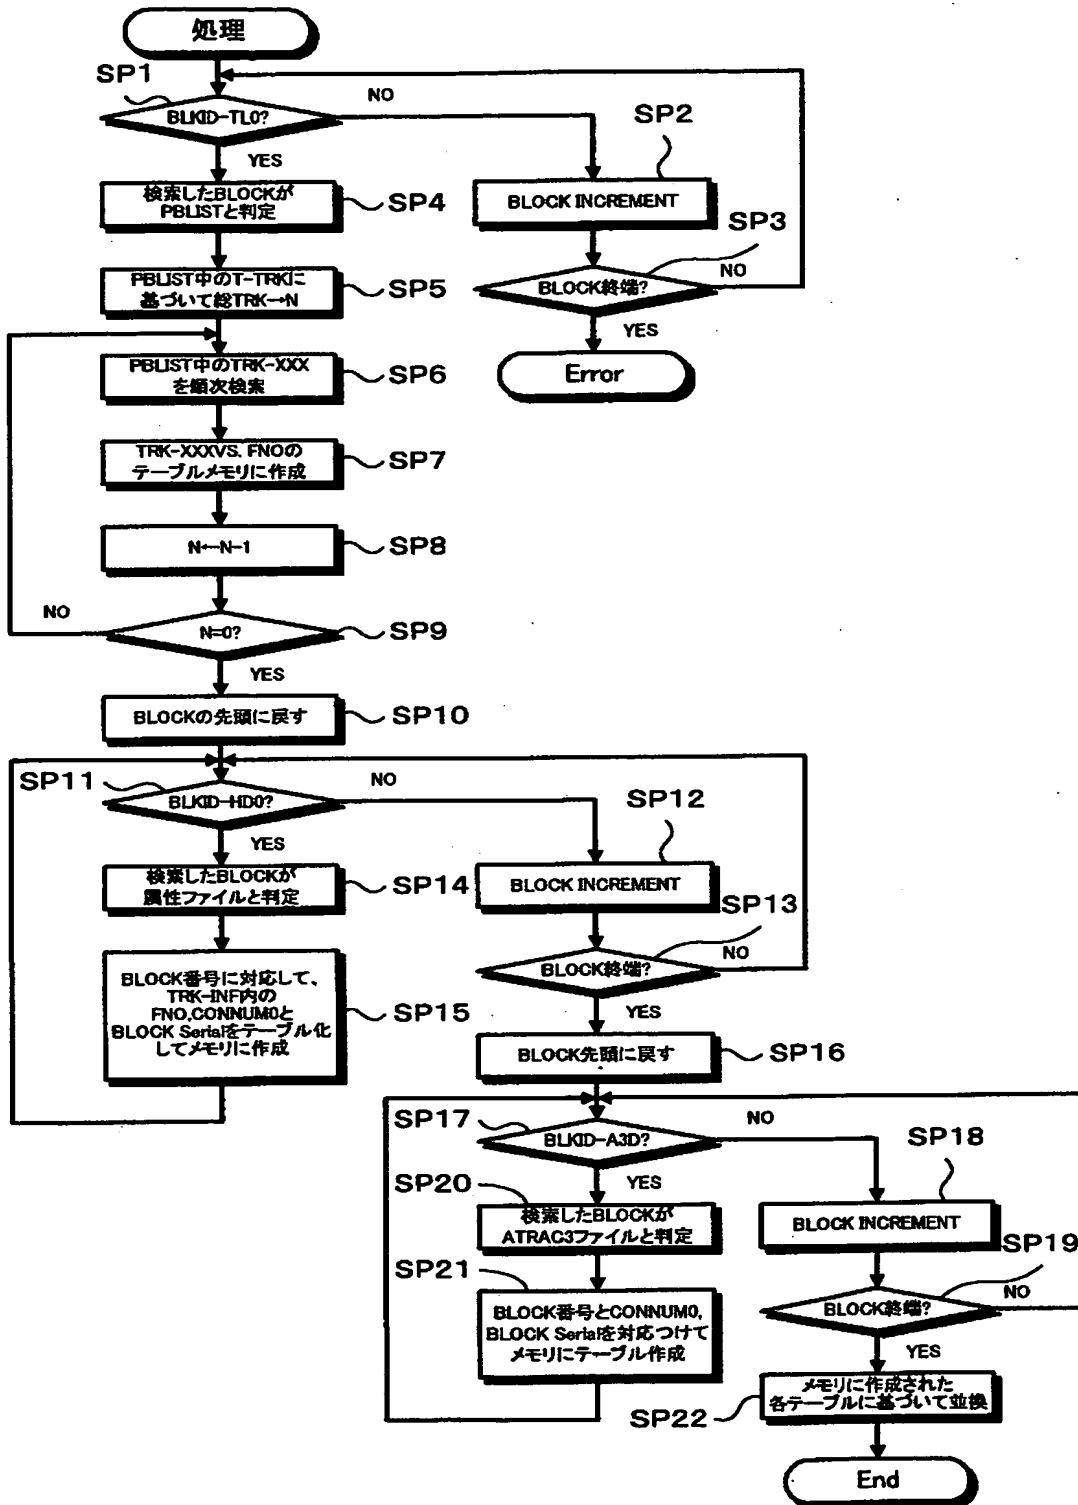 処理
SP1
BLKID-TL0?
NO
YES
SP2
BLOCK INCREMENT
SP3
BLOCK終端?
NO
YES
Error
検索したBLOCKが
PBLISTと判定
SP4
PBLIST中のT-TRKに
基づいて総TRK→N
SP5
PBLIST中のTRK-XXX
を順次検索
SP6
TRK-XXXVS. FNOの
テーブルメモリに作成
SP7
N←N-1
SP8
NO
N=0?
SP9
YES
BLOCKの先頭に戻す
SP10
SP11
BLKID-HD0?
NO
YES
SP12
BLOCK INCREMENT
SP13
BLOCK終端?
NO
YES
検索したBLOCKが
属性ファイルと判定
SP14
BLOCK番号に対応して、
TRK-INF内の
FNO,CONNUM0と
BLOCK Serialをテーブル化
してメモリに作成
SP15
BLOCK先頭に戻す
SP16
SP17
BLKID-A3D?
NO
YES
SP18
BLOCK INCREMENT
SP19
BLOCK終端?
NO
YES
SP20
検索したBLOCKが
ATRAC3ファイルと判定
SP21
BLOCK番号とCONNUM0,
BLOCK Serialを対応つけて
メモリにテーブル作成
メモリに作成された
各テーブルに基づいて並換
SP22
End